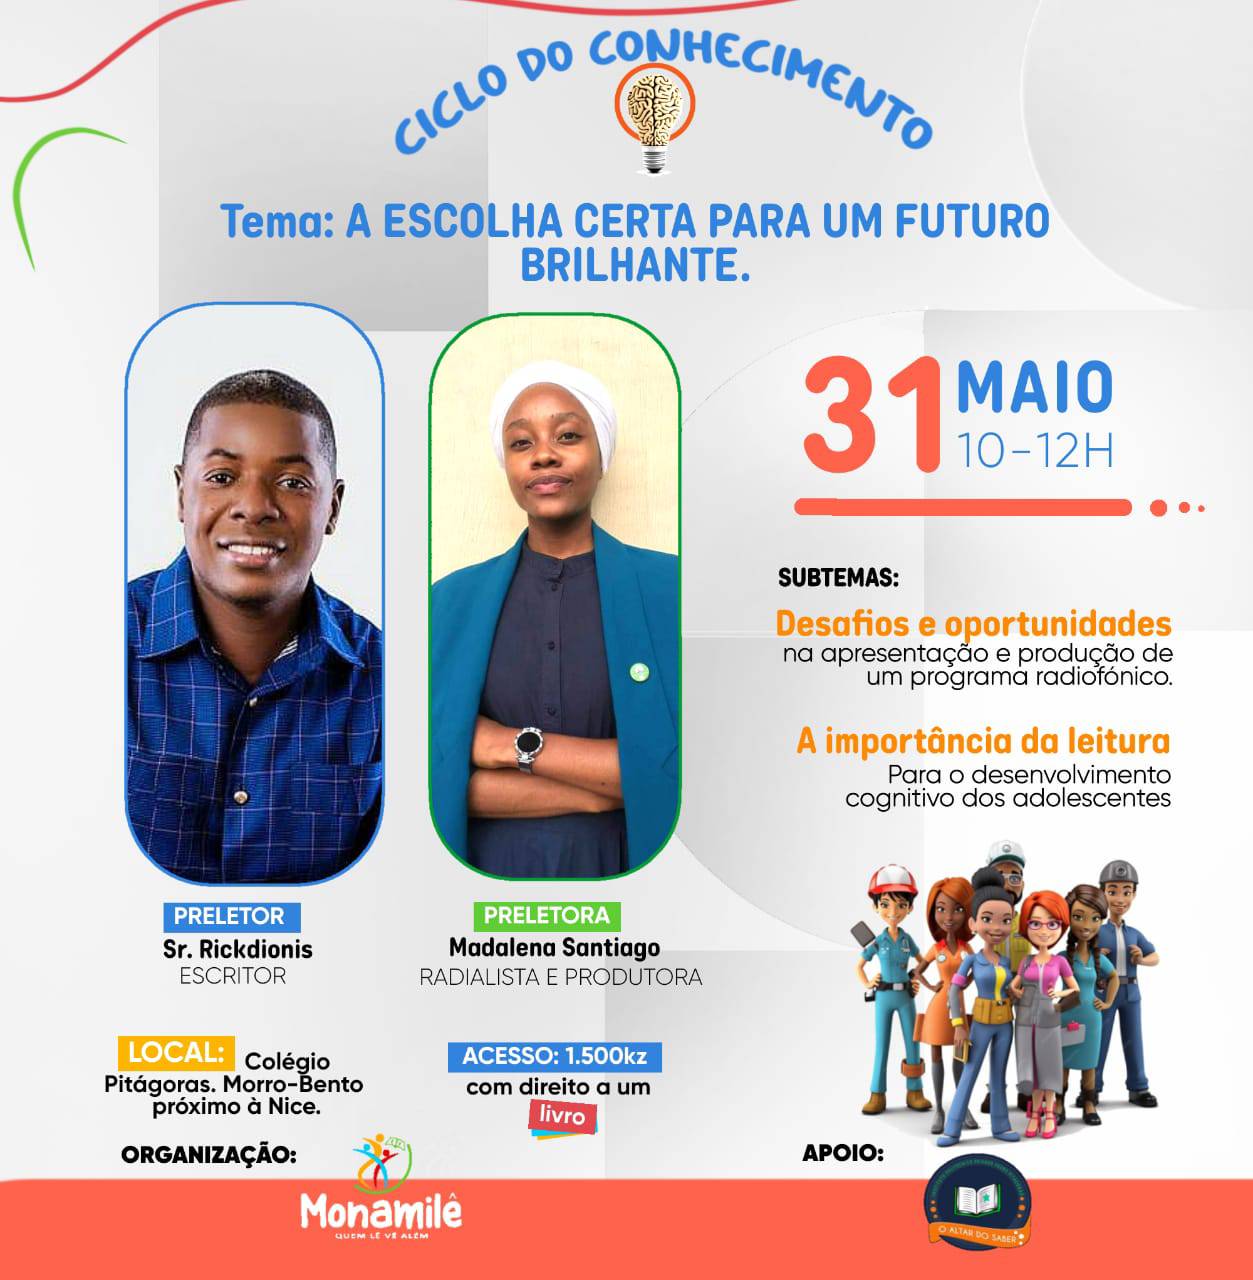 CICLO DO CONHECIMENTO
Tema: A ESCOLHA CERTA PARA UM FUTURO
BRILHANTE.
31 MAIO
10-12H
SUBTEMAS:
Desafios e oportunidades
na apresentação e produção de
um programa radiofónico.
A importância da leitura
Para o desenvolvimento
cognitivo dos adolescentes
PRELETOR
Sr. Rickdionis
ESCRITOR
PRELETORA
Madalena Santiago
RADIALISTA E PRODUTORA
LOCAL: Colégio
Pitágoras. Morro-Bento
próximo à Nice.
ACESSO: 1.500kz
com direito a um
livro
ORGANIZAÇÃO:
Monamilê
QUEM LÊ VÊ ALÉM
APOIO:
O ALTAR DO SABER